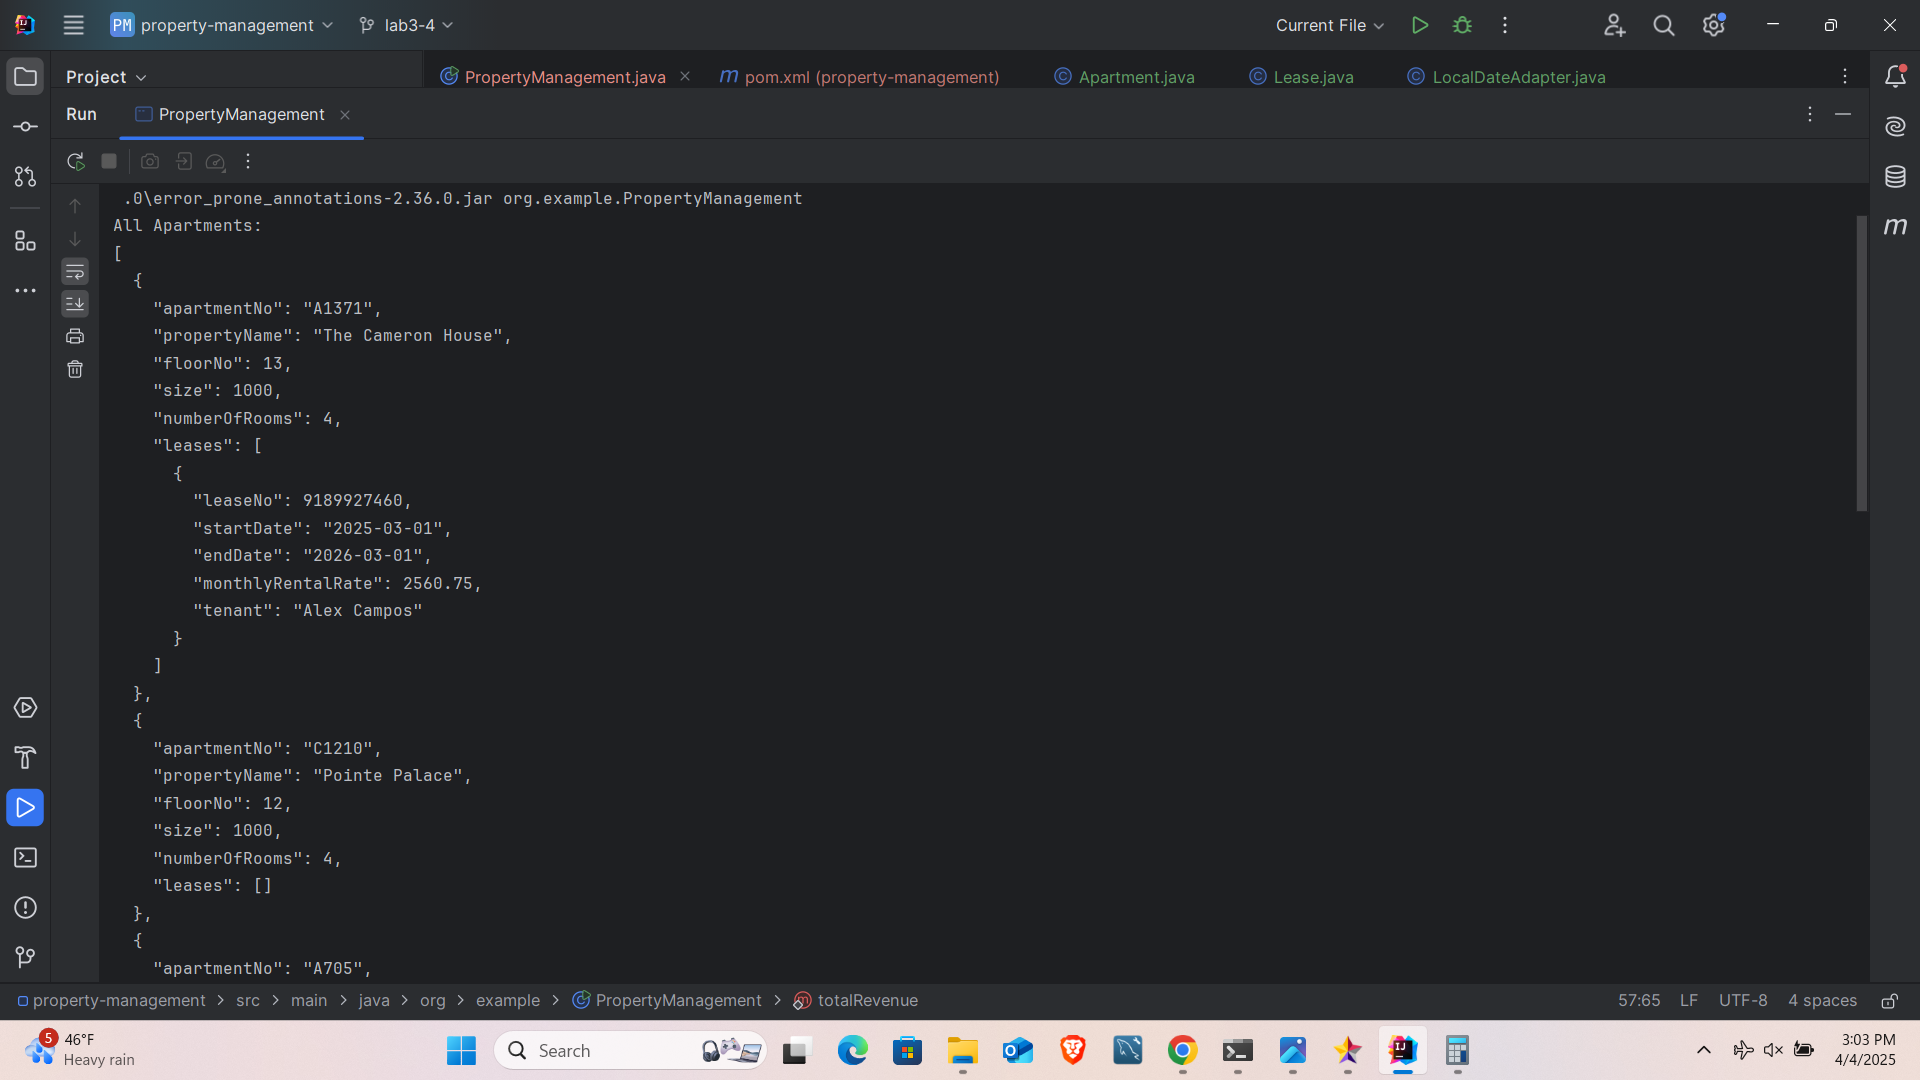 PM property-management lab3-4 Current File
Project PropertyManagement.java pom.xml (property-management) Apartment.java Lease.java LocalDateAdapter.java
Run PropertyManagement
.0\error_prone_annotations-2.36.0.jar org.example.PropertyManagement
All Apartments:
[
{
"apartmentNo": "A1371",
"propertyName": "The Cameron House",
"floorNo": 13,
"size": 1000,
"numberOfRooms": 4,
"leases": [
{
"leaseNo": 9189927460,
"startDate": "2025-03-01",
"endDate": "2026-03-01",
"monthlyRentalRate": 2560.75,
"tenant": "Alex Campos"
}
]
},
{
"apartmentNo": "C1210",
"propertyName": "Pointe Palace",
"floorNo": 12,
"size": 1000,
"numberOfRooms": 4,
"leases": []
},
{
"apartmentNo": "A705",
property-management > src > main > java > org > example > PropertyManagement > totalRevenue 57:65 LF UTF-8 4 spaces
5 46°F
Heavy rain
Search
3:03 PM
4/4/2025